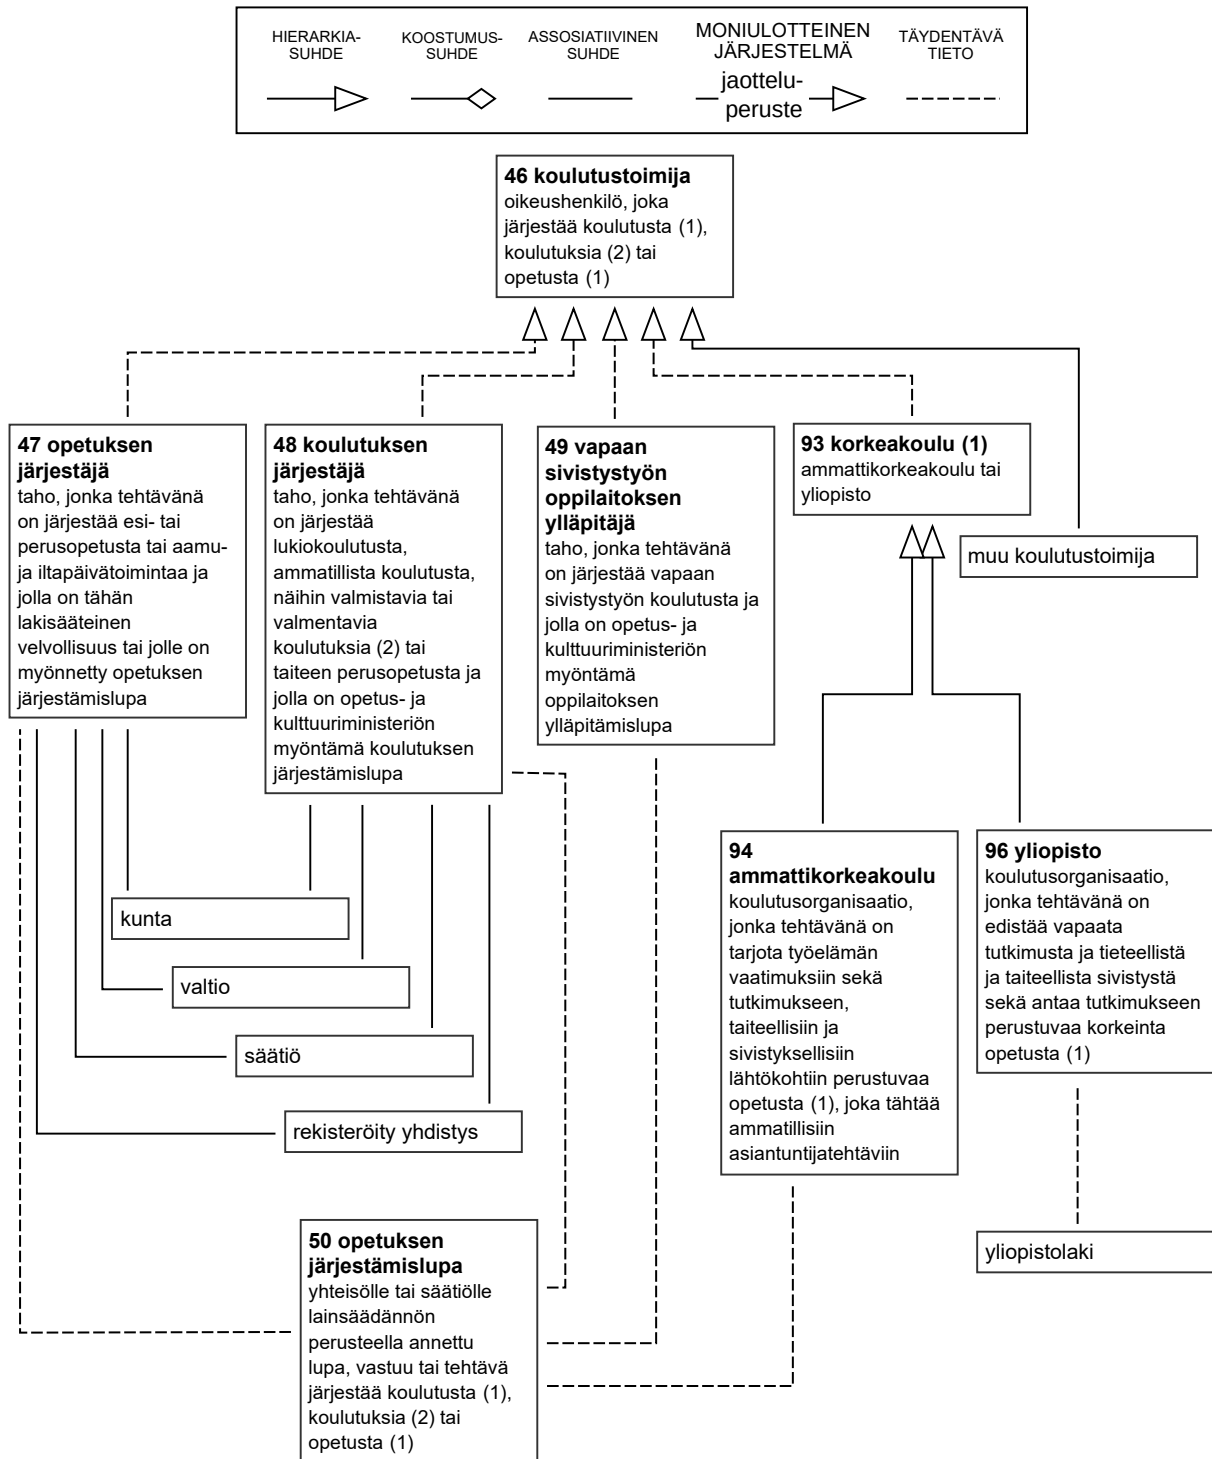 HIERARKIA-
SUHDE
KOOSTUMUS-
SUHDE
ASSOSIATIIVINEN
SUHDE
MONIULOTTEINEN
JÄRJESTELMÄ
jaottelu-
peruste
TÄYDENTÄVÄ
TIETO
46 koulutustoimija
oikeushenkilö, joka
järjestää koulutusta (1),
koulutuksia (2) tai
opetusta (1)
47 opetuksen
järjestäjä
taho, jonka tehtävänä
on järjestää esi- tai
perusopetusta tai aamu-
ja iltapäivätoimintaa ja
jolla on tähän
lakisääteinen
velvollisuus tai jolle on
myönnetty opetuksen
järjestämislupa
48 koulutuksen
järjestäjä
taho, jonka tehtävänä
on järjestää
lukiokoulutusta,
ammatillista koulutusta,
näihin valmistavia tai
valmentavia
koulutuksia (2) tai
taiteen perusopetusta ja
jolla on opetus- ja
kulttuuriministeriön
myöntämä koulutuksen
järjestämislupa
49 vapaan
sivistystyön
oppilaitoksen
ylläpitäjä
taho, jonka tehtävänä
on järjestää vapaan
sivistystyön koulutusta ja
jolla on opetus- ja
kulttuuriministeriön
myöntämä
oppilaitoksen
ylläpitämislupa
93 korkeakoulu (1)
ammattikorkeakoulu tai
yliopisto
muu koulutustoimija
94
ammattikorkeakoulu
koulutusorganisaatio,
jonka tehtävänä on
tarjota työelämän
vaatimuksiin sekä
tutkimukseen,
taiteellisiin ja
sivistyksellisiin
lähtökohtiin perustuvaa
opetusta (1), joka tähtää
ammatillisiin
asiantuntijatehtäviin
96 yliopisto
koulutusorganisaatio,
jonka tehtävänä on
edistää vapaata
tutkimusta ja tieteellistä
ja taiteellista sivistystä
sekä antaa tutkimukseen
perustuvaa korkeinta
opetusta (1)
kunta
valtio
säätiö
rekisteröity yhdistys
50 opetuksen
järjestämislupa
yhteisölle tai säätiölle
lainsäädännön
perusteella annettu
lupa, vastuu tai tehtävä
järjestää koulutusta (1),
koulutuksia (2) tai
opetusta (1)
yliopistolaki